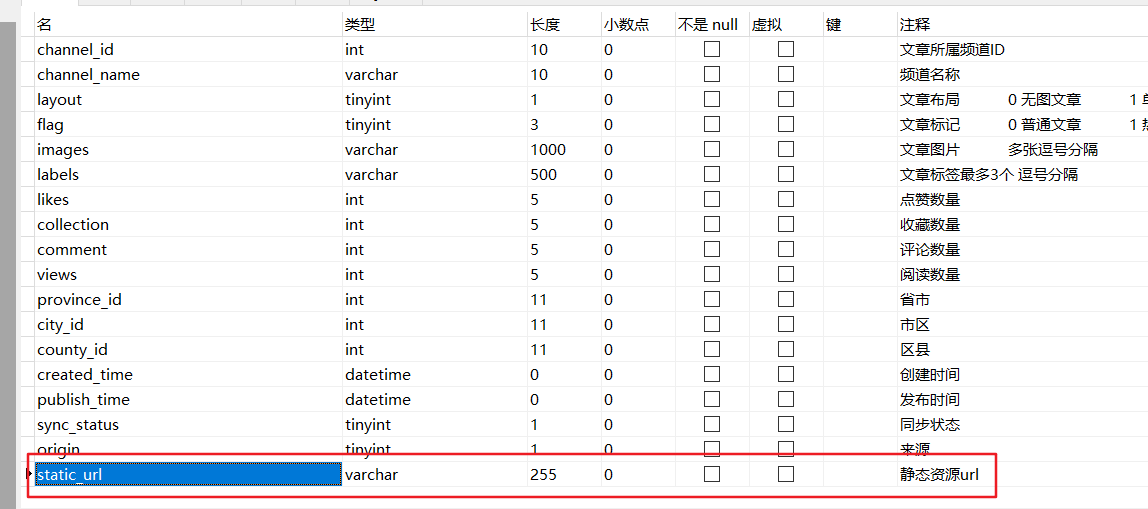 名 类型 长度 小数点 不是 null 虚拟 键 注释
channel_id int 10 0 文章所属频道ID
channel_name varchar 10 0 频道名称
layout tinyint 1 0 文章布局 0 无图文章 1
flag tinyint 3 0 文章标记 0 普通文章 1
images varchar 1000 0 文章图片 多张逗号分隔
labels varchar 500 0 文章标签最多3个 逗号分隔
likes int 5 0 点赞数量
collection int 5 0 收藏数量
comment int 5 0 评论数量
views int 5 0 阅读数量
province_id int 11 0 省市
city_id int 11 0 市区
county_id int 11 0 区县
created_time datetime 0 0 创建时间
publish_time datetime 0 0 发布时间
sync_status tinyint 1 0 同步状态
origin tinyint 1 0 来源
static_url varchar 255 0 静态资源url